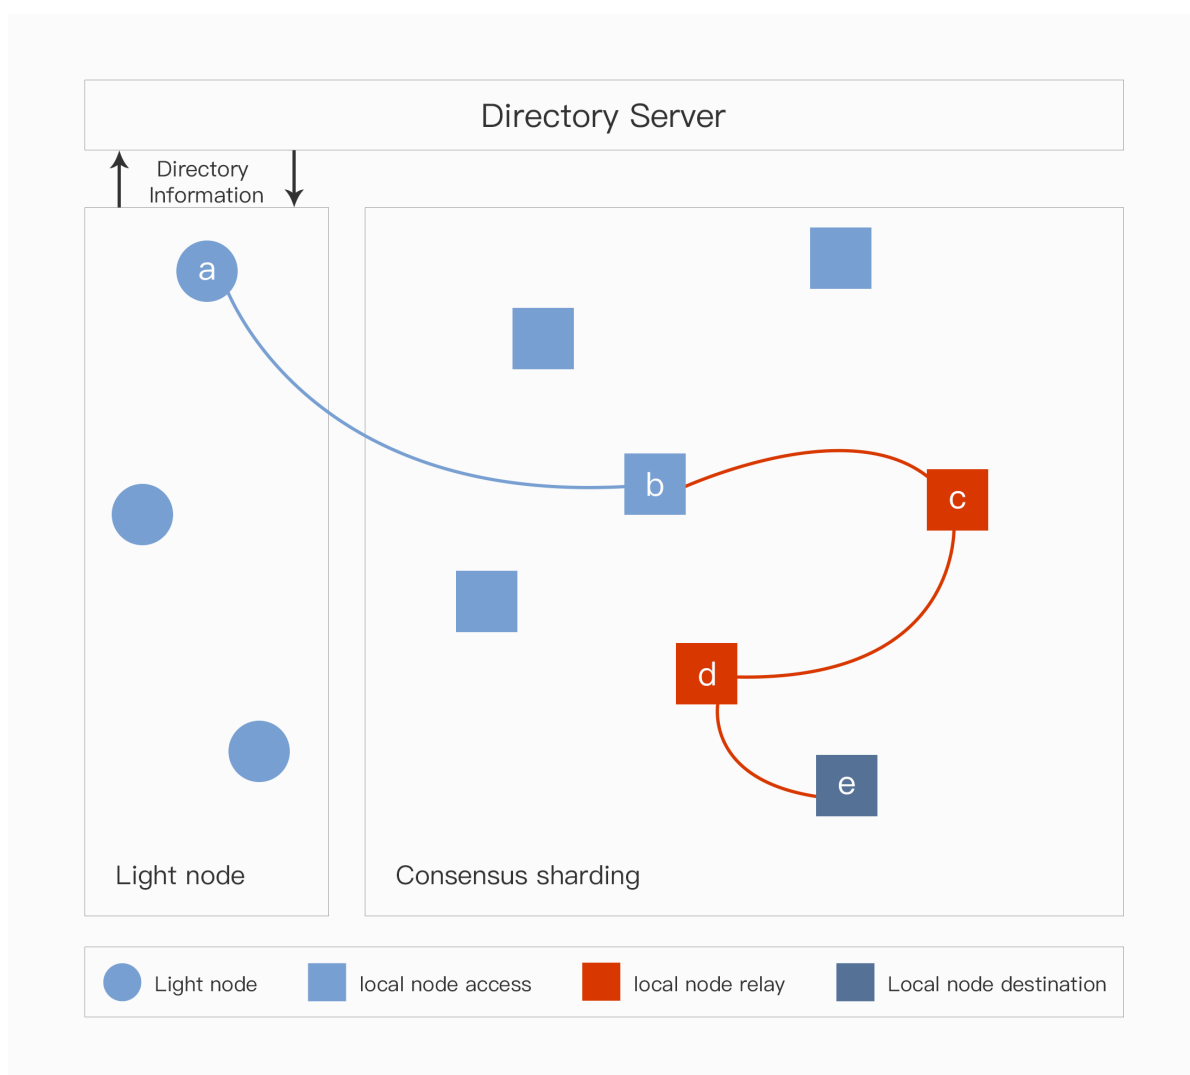 Directory Server
Directory
Information
a
b
c
d
e
Light node
Consensus sharding
Light node
local node access
local node relay
Local node destination